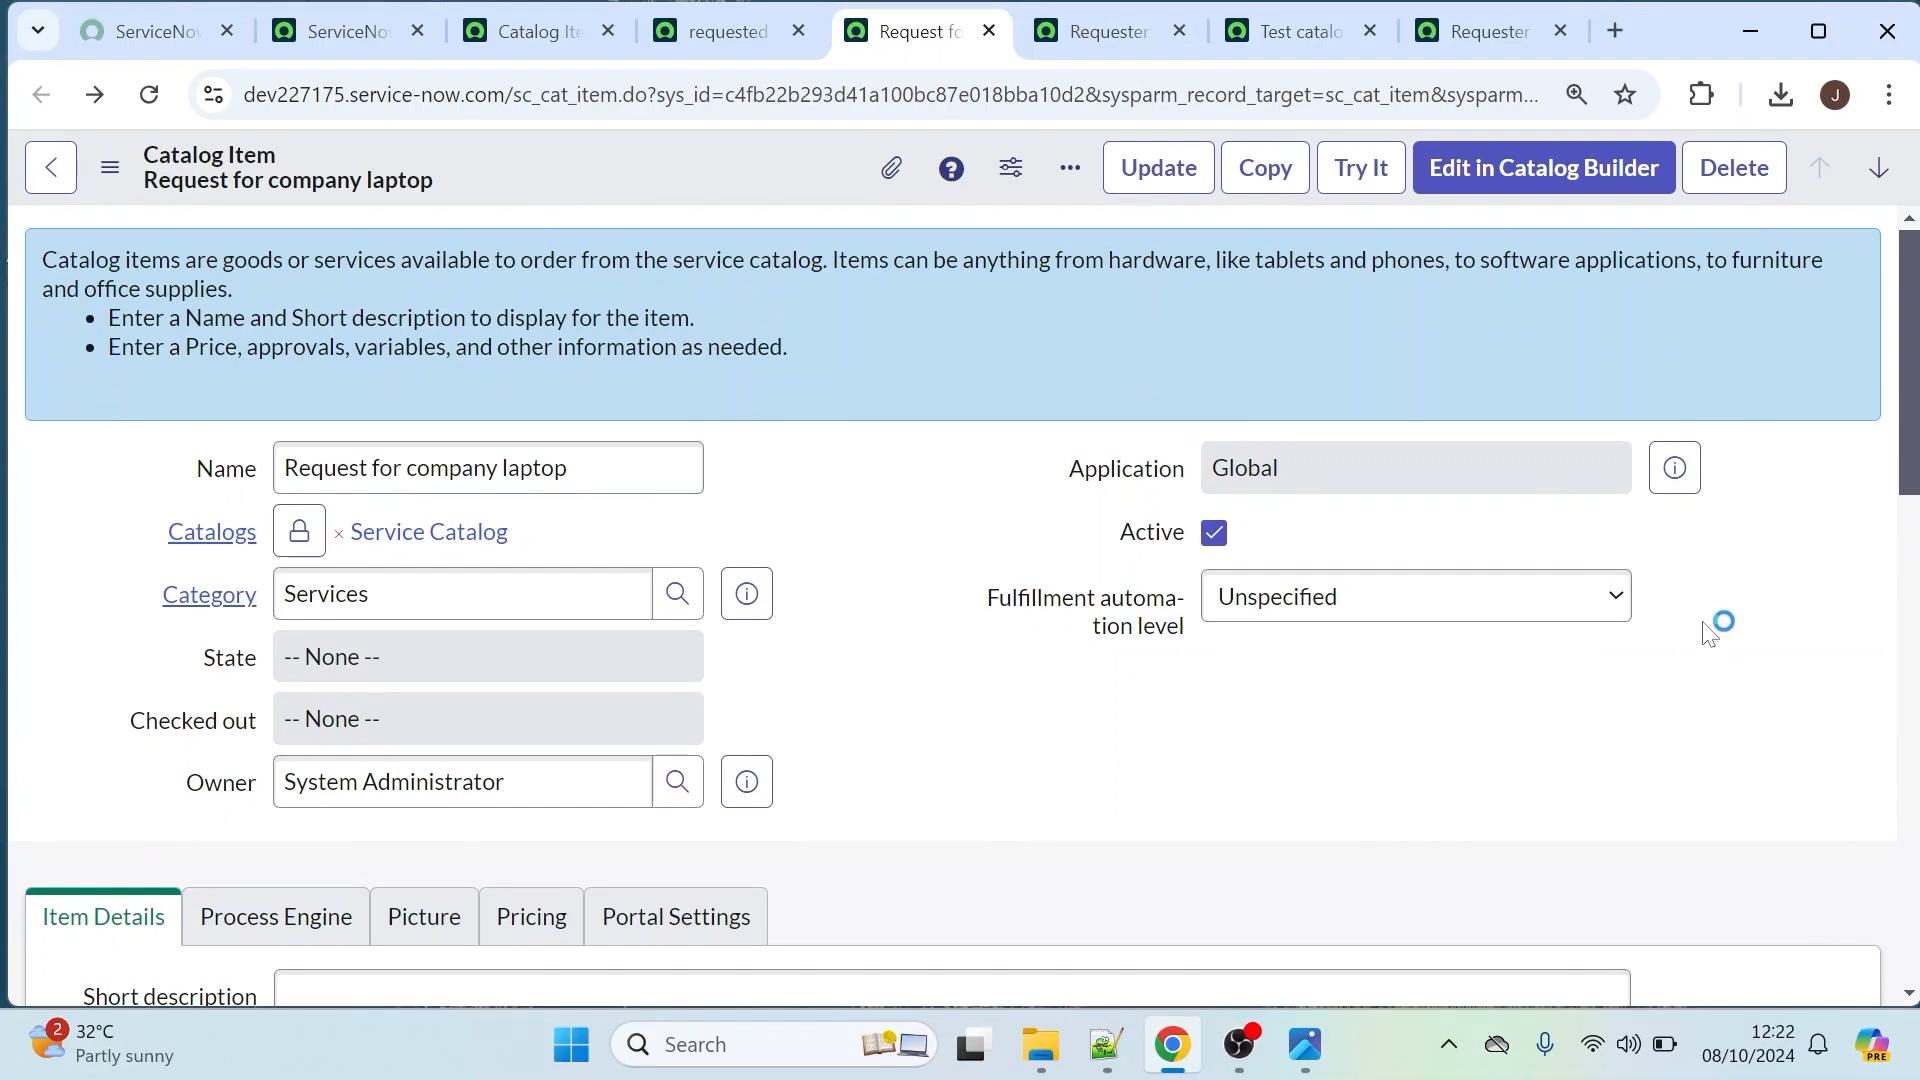 ServiceNo
ServiceNo
Catalog Ite
requested
Request fo
Requester
Test catalo
Requester
dev227175.service-now.com/sc_cat_item.do?sys_id=c4fb22b293d41a100bc87e018bba10d2&sysparm_record_target=sc_cat_item&sysparm...
J
Catalog Item
Request for company laptop
Update
Copy
Try It
Edit in Catalog Builder
Delete
Catalog items are goods or services available to order from the service catalog. Items can be anything from hardware, like tablets and phones, to software applications, to furniture
and office supplies.
• Enter a Name and Short description to display for the item.
• Enter a Price, approvals, variables, and other information as needed.
Name
Request for company laptop
Application
Global
Catalogs
× Service Catalog
Active
Category
Services
Fulfillment automa-
tion level
Unspecified
State
-- None --
Checked out
-- None --
Owner
System Administrator
Item Details
Process Engine
Picture
Pricing
Portal Settings
Short description
2
32°C
Partly sunny
Search
12:22
08/10/2024
PRE